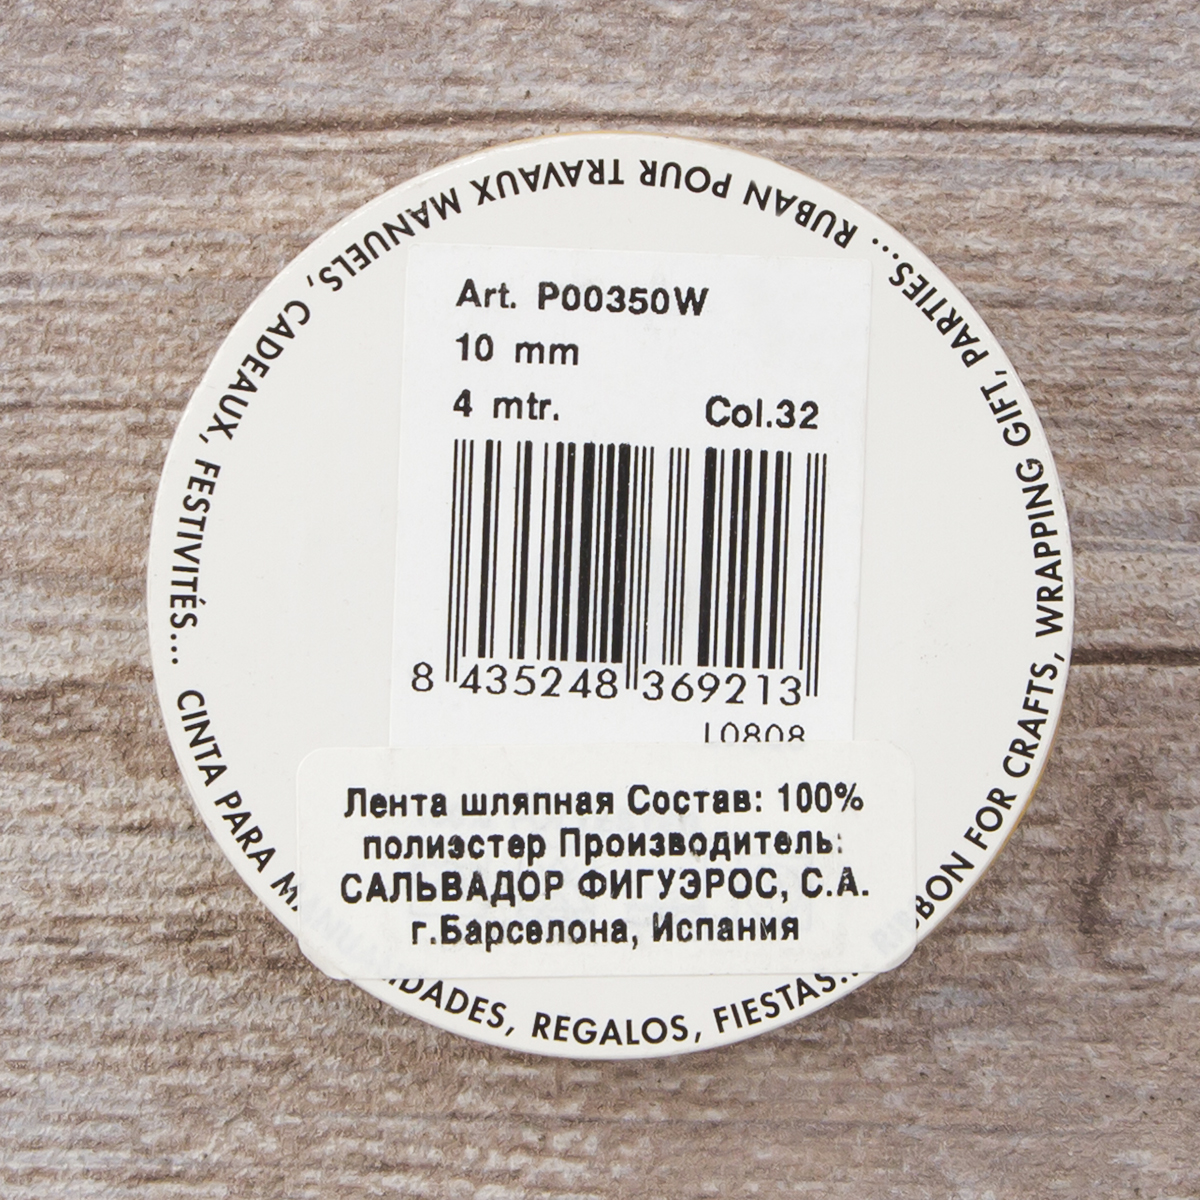 Art. P00350W
10 mm
4 mtr. Col.32
8 435248 369213
L0808
Лента шляпная Состав: 100%
полиэстер Производитель:
САЛЬВАДОР ФИГУЭРОС, С.А.
г.Барселона, Испания
RUBAN POUR TRAVAUX MANUELS, CADEAUX, FESTIVITÉS...
CINTA PARA MANUALIDADES, REGALOS, FIESTAS...
RIBBON FOR CRAFTS, WRAPPING GIFT, PARTIES...